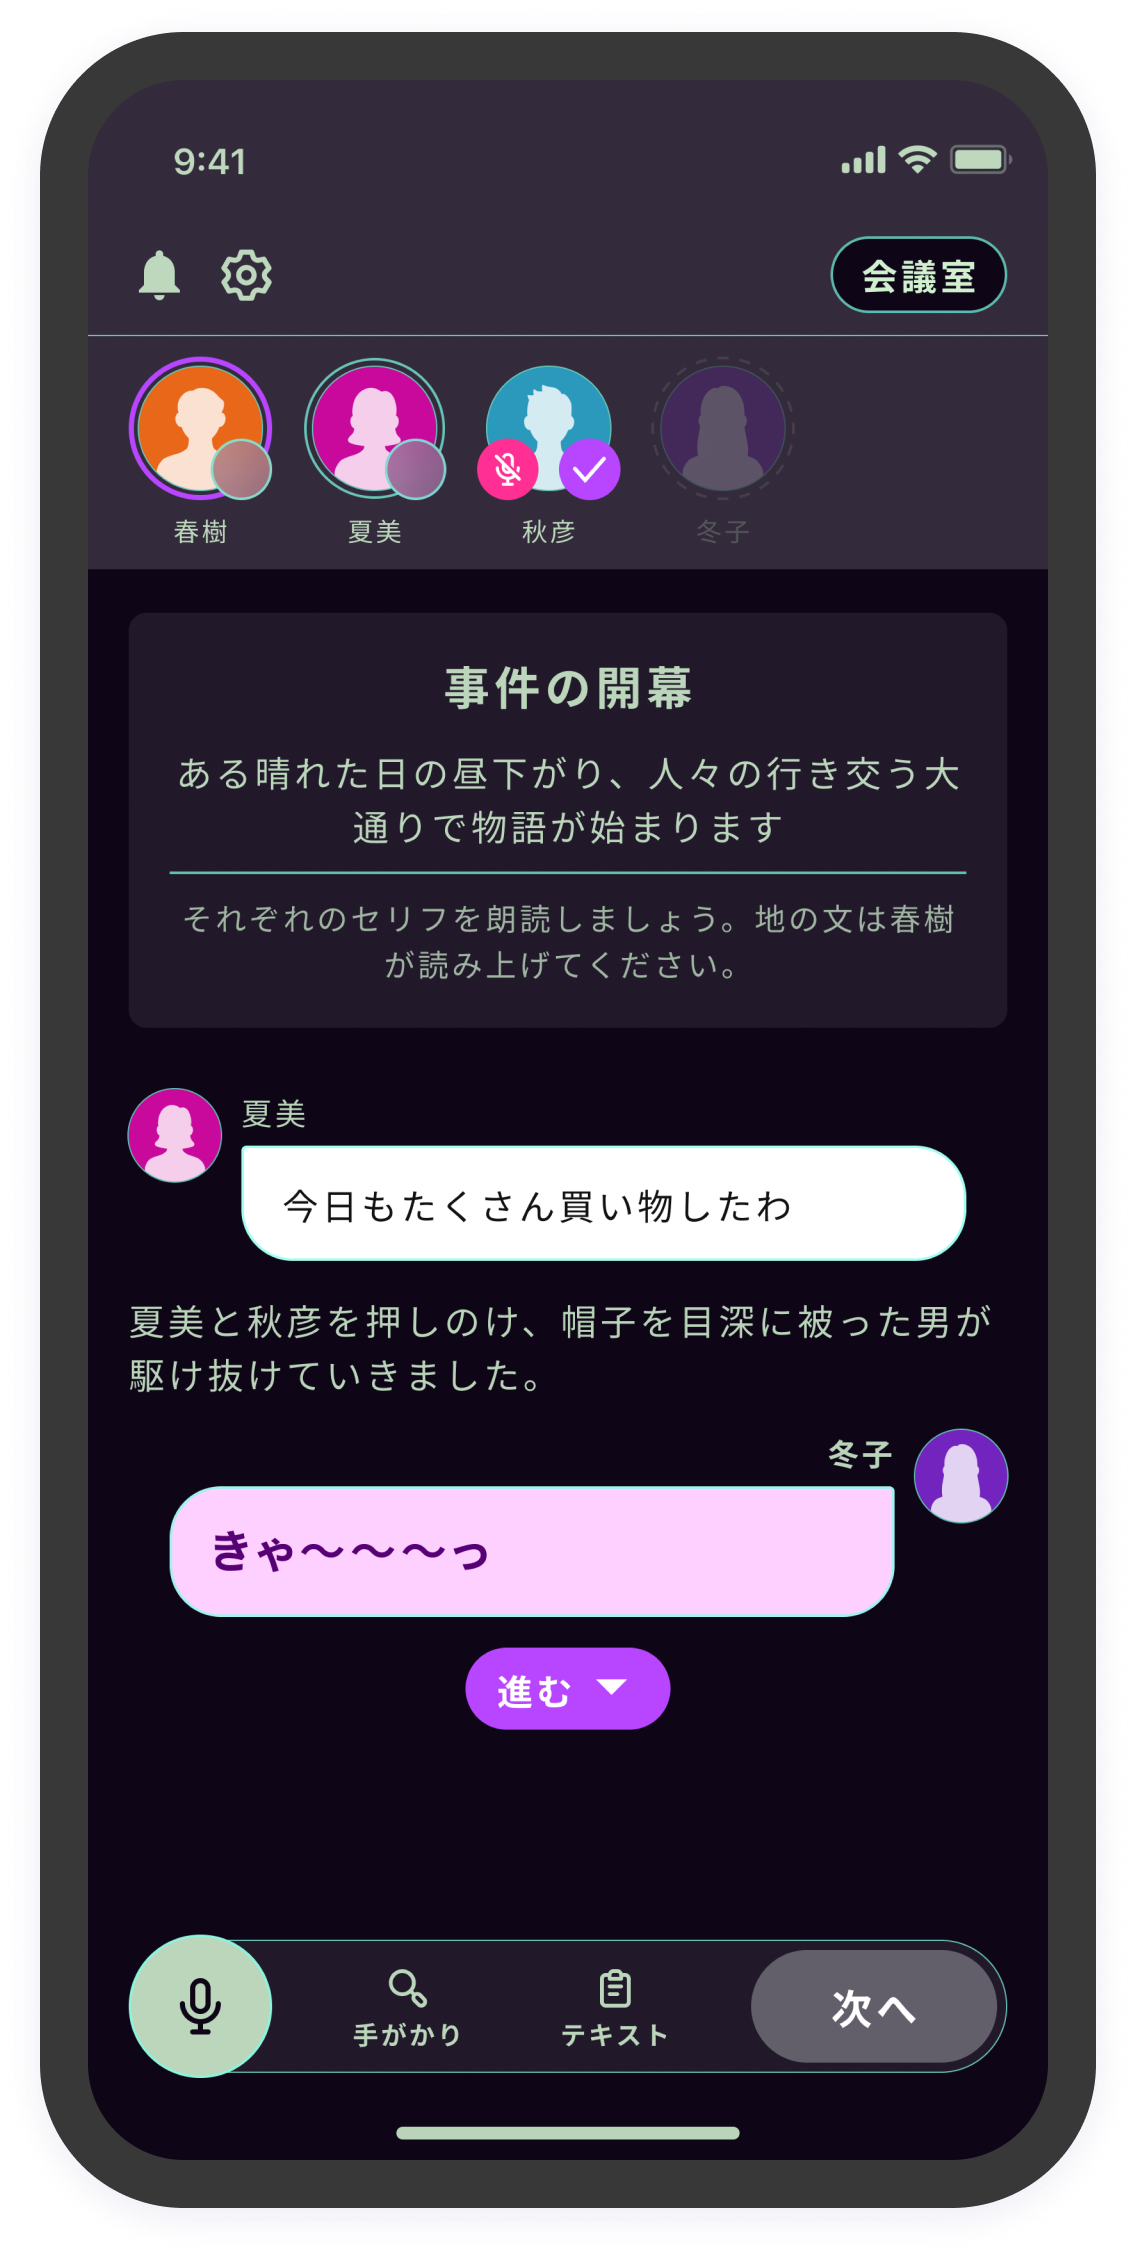 9:41
会議室
春樹
夏美
秋彦
冬子
事件の開幕
ある晴れた日の昼下がり、人々の行き交う大
通りで物語が始まります
それぞれのセリフを朗読しましょう。地の文は春樹
が読み上げてください。
夏美
今日もたくさん買い物したわ
夏美と秋彦を押しのけ、帽子を目深に被った男が
駆け抜けていきました。
冬子
きゃ〜〜〜っ
進む
手がかり
テキスト
次へ